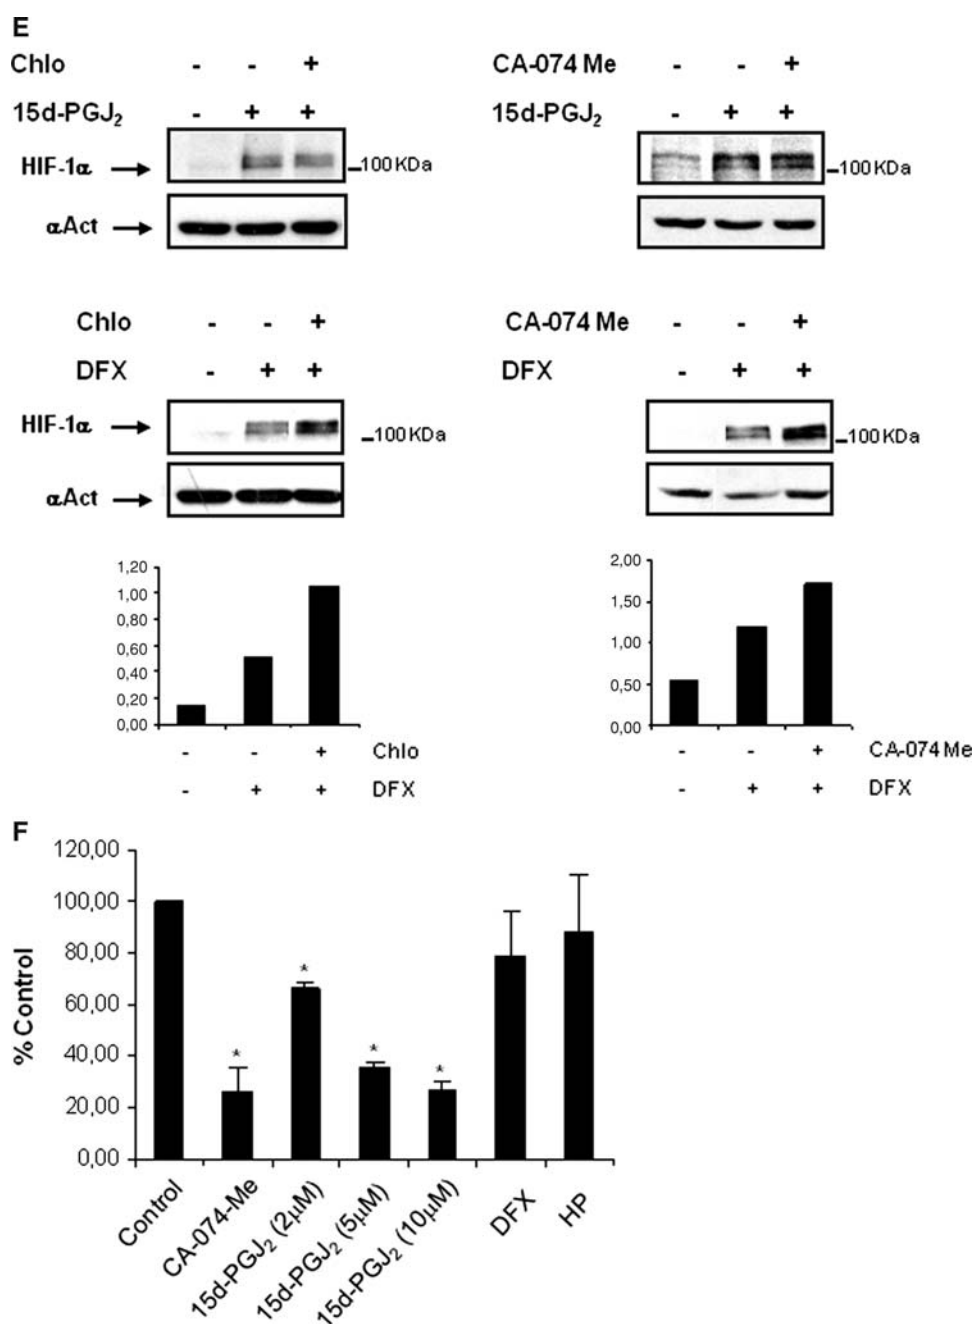 E
Chlo - - +
15d-PGJ₂ - + +
HIF-1α 100 KDa
αAct
CA-074 Me - - +
15d-PGJ₂ - + +
100 KDa
Chlo - - +
DFX - + +
HIF-1α 100 KDa
αAct
CA-074 Me - - +
DFX - + +
100 KDa
1,20
1,00
0,80
0,60
0,40
0,20
0,00
- - + Chlo
- + + DFX
2,00
1,50
1,00
0,50
0,00
- - + CA-074 Me
- + + DFX
F
% Control
120,00
100,00
80,00
60,00
40,00
20,00
0,00
* * * *
Control
CA-074-Me
15d-PGJ₂ (2μM)
15d-PGJ₂ (5μM)
15d-PGJ₂ (10μM)
DFX
HP